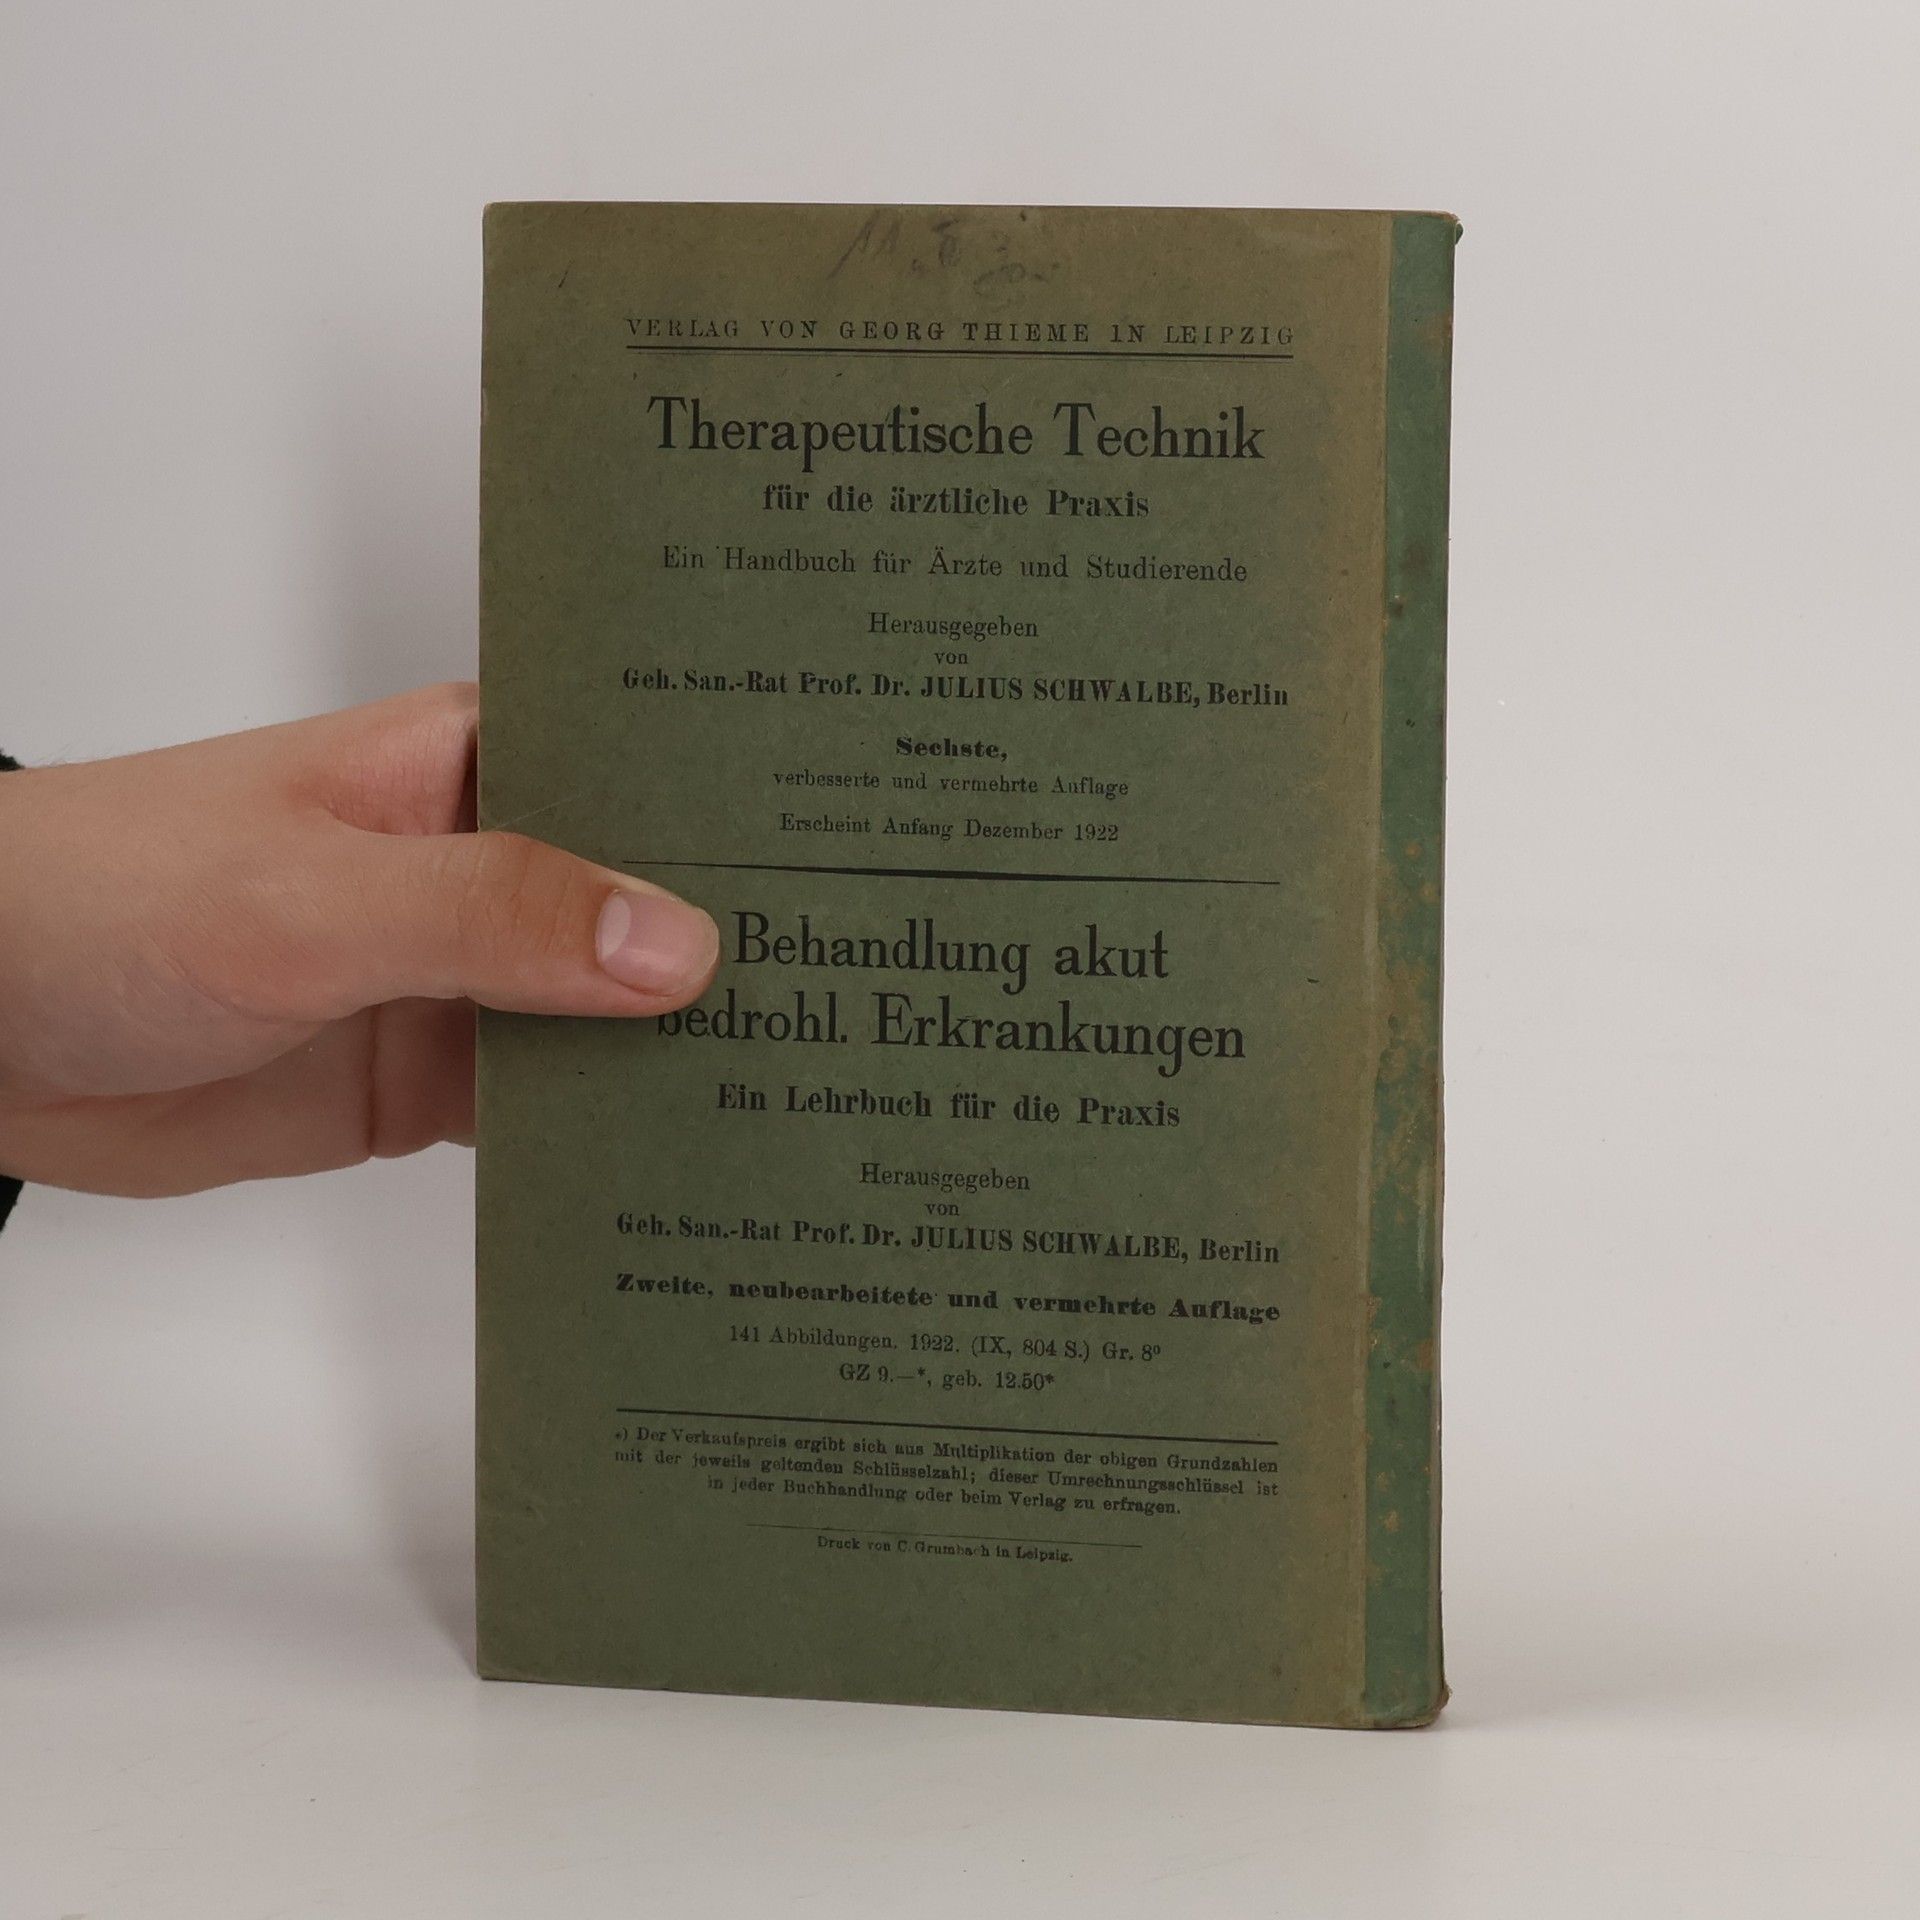 VERLAG VON GEORG THIEME IN LEIPZIG
Therapeutische Technik
für die ärztliche Praxis
Ein Handbuch für Ärzte und Studierende
Herausgegeben
von
Geh. San.-Rat Prof. Dr. JULIUS SCHWALBE, Berlin
Sechste,
verbesserte und vermehrte Auflage
Erscheint Anfang Dezember 1922
Behandlung akut
bedrohl. Erkrankungen
Ein Lehrbuch für die Praxis
Herausgegeben
von
Geh. San.-Rat Prof. Dr. JULIUS SCHWALBE, Berlin
Zweite, neubearbeitete und vermehrte Auflage
141 Abbildungen. 1922. (IX, 804 S.) Gr. 8⁰
GZ 9.—*, geb. 12.50*
*) Der Verkaufspreis ergibt sich aus Multiplikation der obigen Grundzahlen
mit der jeweils geltenden Schlüsselzahl; dieser Umrechnungsschlüssel ist
in jeder Buchhandlung oder beim Verlag zu erfragen.
Druck von C. Grumbach in Leipzig.